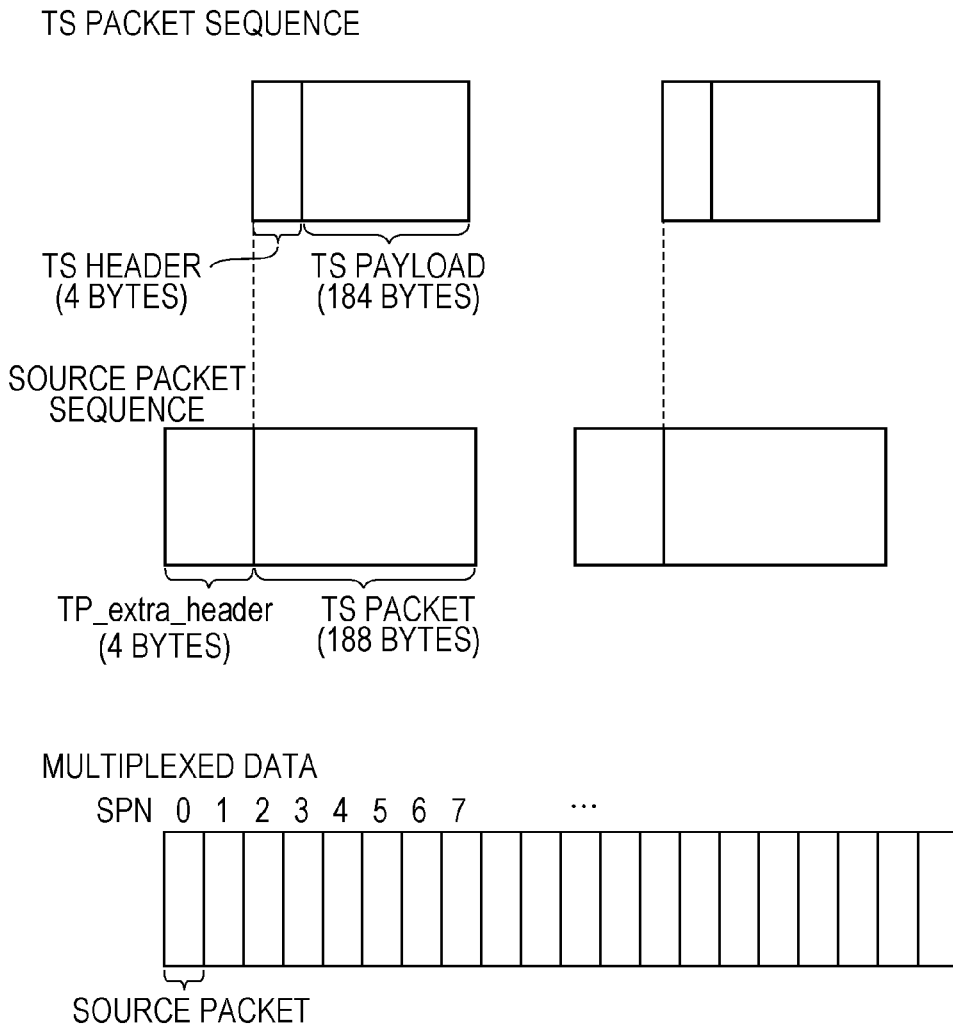 TS PACKET SEQUENCE
TS HEADER
(4 BYTES)
TS PAYLOAD
(184 BYTES)
SOURCE PACKET
SEQUENCE
TP_extra_header
(4 BYTES)
TS PACKET
(188 BYTES)
MULTIPLEXED DATA
SPN 0 1 2 3 4 5 6 7 ...
SOURCE PACKET